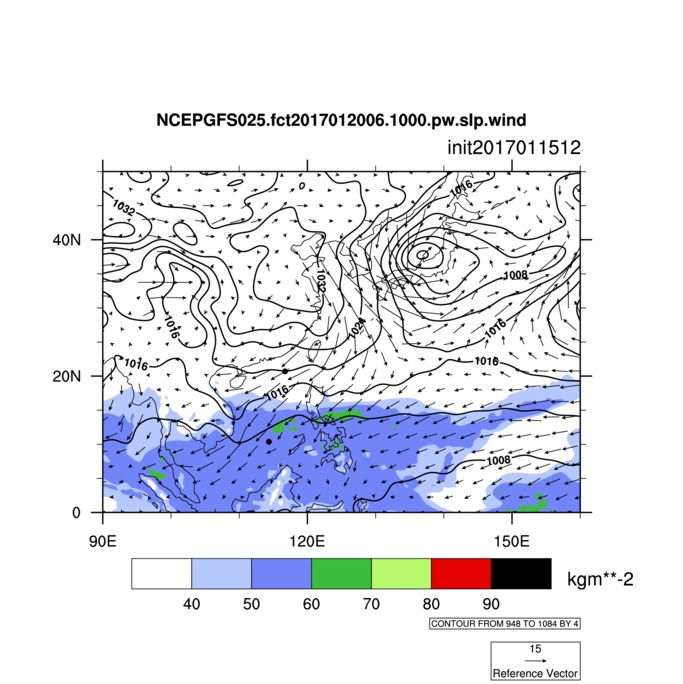 NCEPGFS025.fct2017012006.1000.pw.slp.wind
init2017011512
0
1016
1032
40N
1008
1032
1024
1016
1016
1016
1016
20N
1016
1008
0
90E 120E 150E
40 50 60 70 80 90
kgm**-2
CONTOUR FROM 948 TO 1084 BY 4
15
Reference Vector